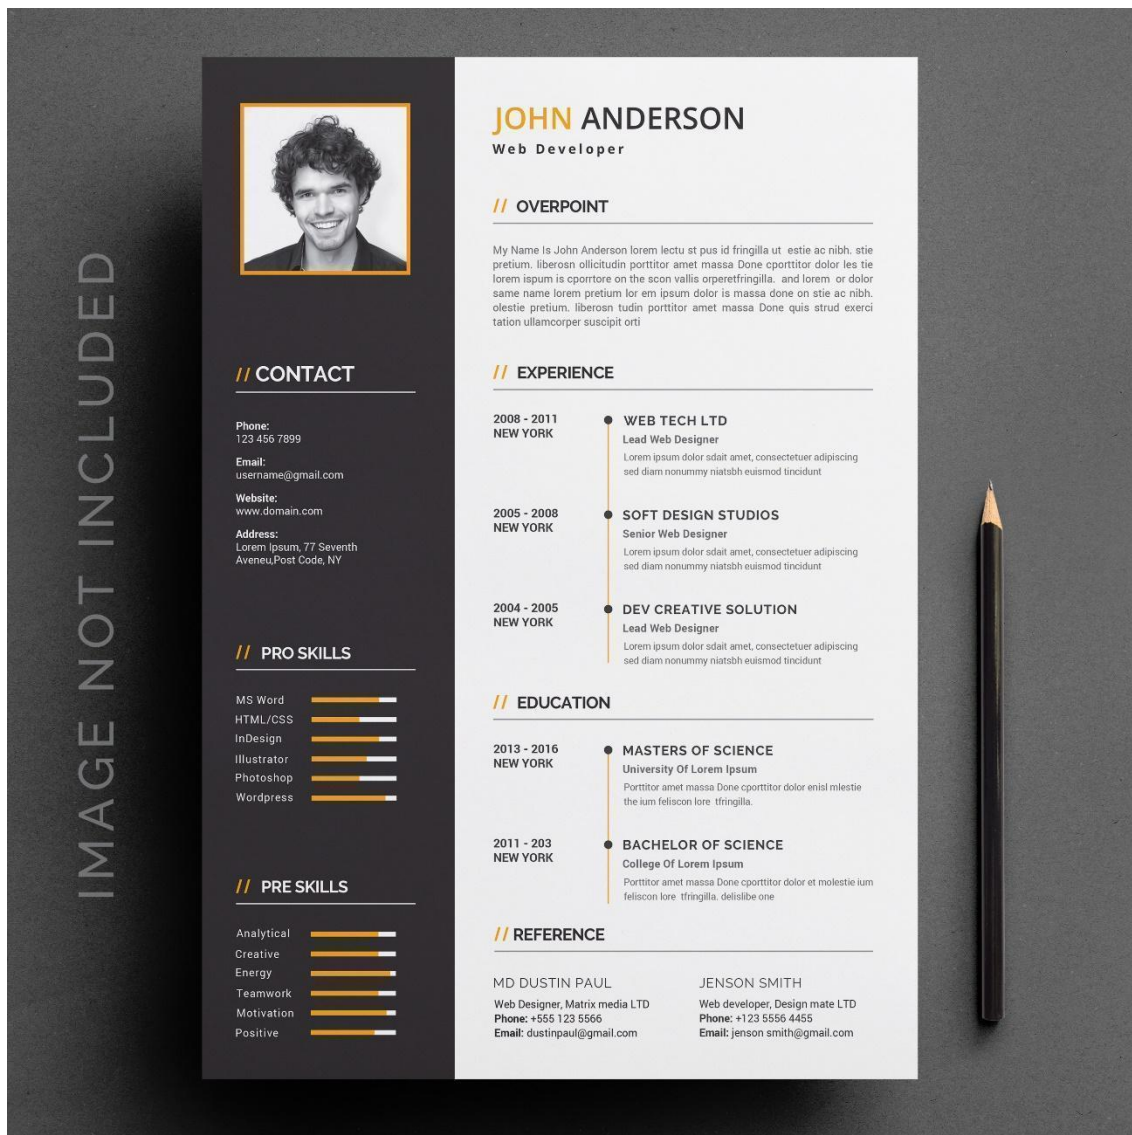 IMAGE NOT INCLUDED
JOHN ANDERSON
Web Developer
// OVERPOINT
My Name Is John Anderson lorem lectu st pus id fringilla ut estie ac nibh. stie
pretium. liberosn ollicitudin porttitor amet massa Done cporttitor dolor les tie
lorem ispum is cporrtore on the scon vallis orperetfringilla. and lorem or dolor
same name lorem pretium lor em ipsum dolor is massa done on stie ac nibh.
olestie pretium. liberosn tudin porttitor amet massa Done quis strud exerci
tation ullamcorper suscipit orti
// CONTACT
Phone:
123 456 7899
Email:
username@gmail.com
Website:
www.domain.com
Address:
Lorem Ipsum, 77 Seventh
Aveneu,Post Code, NY
// PRO SKILLS
MS Word
HTML/CSS
InDesign
Illustrator
Photoshop
Wordpress
// PRE SKILLS
Analytical
Creative
Energy
Teamwork
Motivation
Positive
// EXPERIENCE
2008 - 2011
NEW YORK
WEB TECH LTD
Lead Web Designer
Lorem ipsum dolor sdait amet, consectetuer adipiscing
sed diam nonummy niatsbh euismod tincidunt
2005 - 2008
NEW YORK
SOFT DESIGN STUDIOS
Senior Web Designer
Lorem ipsum dolor sdait amet, consectetuer adipiscing
sed diam nonummy niatsbh euismod tincidunt
2004 - 2005
NEW YORK
DEV CREATIVE SOLUTION
Lead Web Designer
Lorem ipsum dolor sdait amet, consectetuer adipiscing
sed diam nonummy niatsbh euismod tincidunt
// EDUCATION
2013 - 2016
NEW YORK
MASTERS OF SCIENCE
University Of Lorem Ipsum
Porttitor amet massa Done cporttitor dolor enisl mlestie
the ium feliscon lore tfringilla.
2011 - 203
NEW YORK
BACHELOR OF SCIENCE
College Of Lorem Ipsum
Porttitor amet massa Done cporttitor dolor et molestie ium
feliscon lore tfringilla. delislibe one
// REFERENCE
MD DUSTIN PAUL
Web Designer, Matrix media LTD
Phone: +555 123 5566
Email: dustinpaul@gmail.com
JENSON SMITH
Web developer, Design mate LTD
Phone: +123 5556 4455
Email: jenson smith@gmail.com